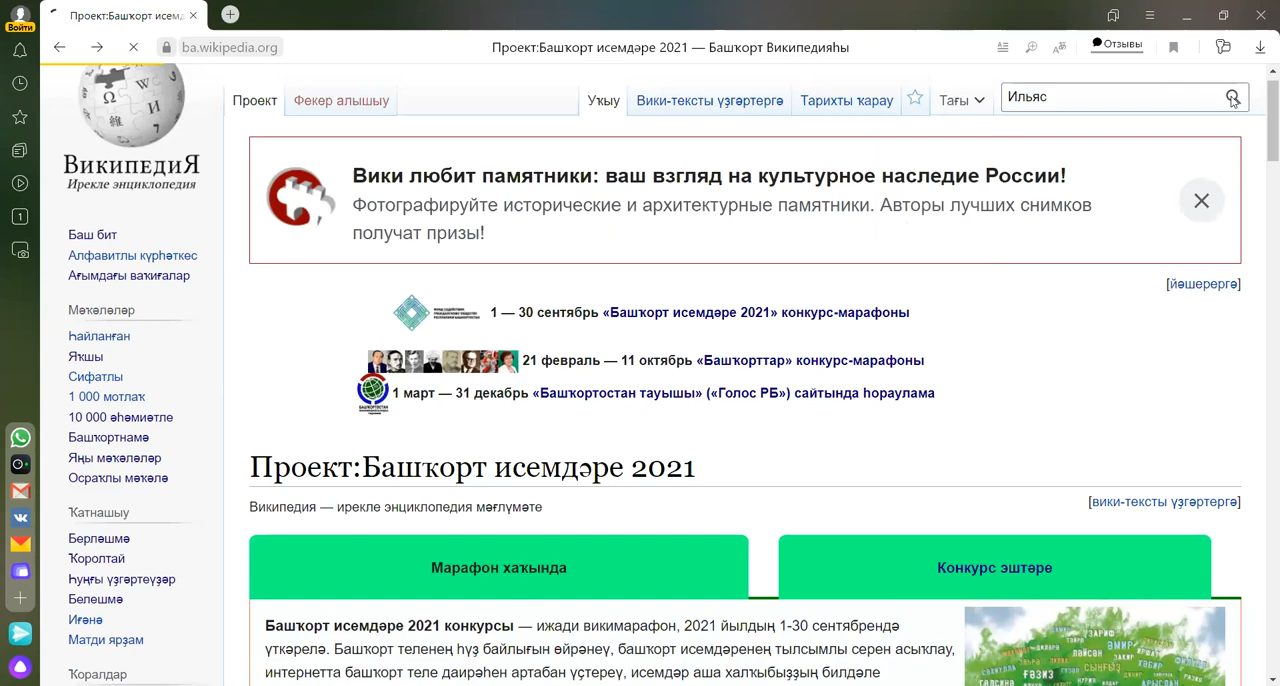 Войти
Проект:Башҡорт исемд
ba.wikipedia.org
Проект:Башҡорт исемдәре 2021 — Башҡорт Википедияһы
Отзывы
ВикипедиЯ
Ирекле энциклопедия
Проект
Фекер алышыу
Уҡыу
Вики-тексты үҙгәртергә
Тарихты ҡарау
Тағы
Ильяс
Вики любит памятники: ваш взгляд на культурное наследие России!
Фотографируйте исторические и архитектурные памятники. Авторы лучших снимков
получат призы!
[йәшерергә]
1 — 30 сентябрь «Башҡорт исемдәре 2021» конкурс-марафоны
21 февраль — 11 октябрь «Башҡорттар» конкурс-марафоны
1 март — 31 декабрь «Башҡортостан тауышы» («Голос РБ») сайтында һораулама
Баш бит
Алфавитлы күрһәткес
Ағымдағы ваҡиғалар
Мәҡәләләр
Һайланған
Яҡшы
Сифатлы
1 000 мотлаҡ
10 000 әһәмиәтле
Башҡортнамә
Яңы мәҡәләләр
Осраҡлы мәҡәлә
Ҡатнашыу
Берләшмә
Ҡоролтай
Һуңғы үҙгәртеүҙәр
Белешмә
Иғәнә
Матди ярҙам
Ҡоралдар
Проект:Башҡорт исемдәре 2021
Википедия — ирекле энциклопедия мәғлүмәте
[вики-тексты үҙгәртергә]
Марафон хаҡында
Конкурс эштәре
Башҡорт исемдәре 2021 конкурсы — ижади викимарафон, 2021 йылдың 1-30 сентябрендә
үткәрелә. Башҡорт теленең һүҙ байлығын өйрәнеү, башҡорт исемдәренең тылсымлы серен асыҡлау,
интернетта башҡорт теле даирәһен артабан үҫтереү, исемдәр аша халҡыбыҙҙың билдәле